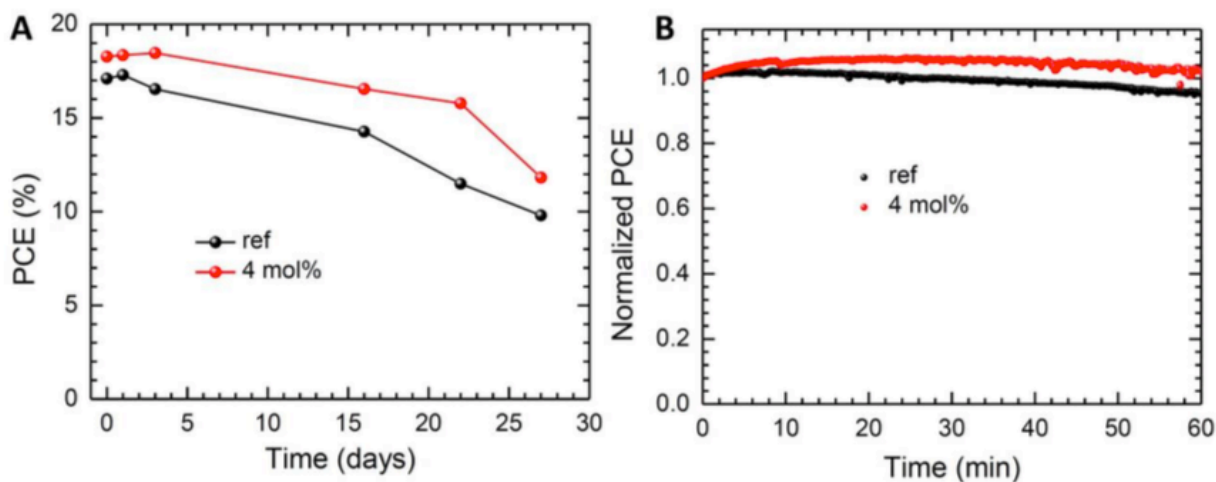 A
20
15
10
5
0
PCE (%)
ref
4 mol%
0 5 10 15 20 25 30
Time (days)
B
1.0
0.8
0.6
0.4
0.2
0.0
Normalized PCE
ref
4 mol%
0 10 20 30 40 50 60
Time (min)